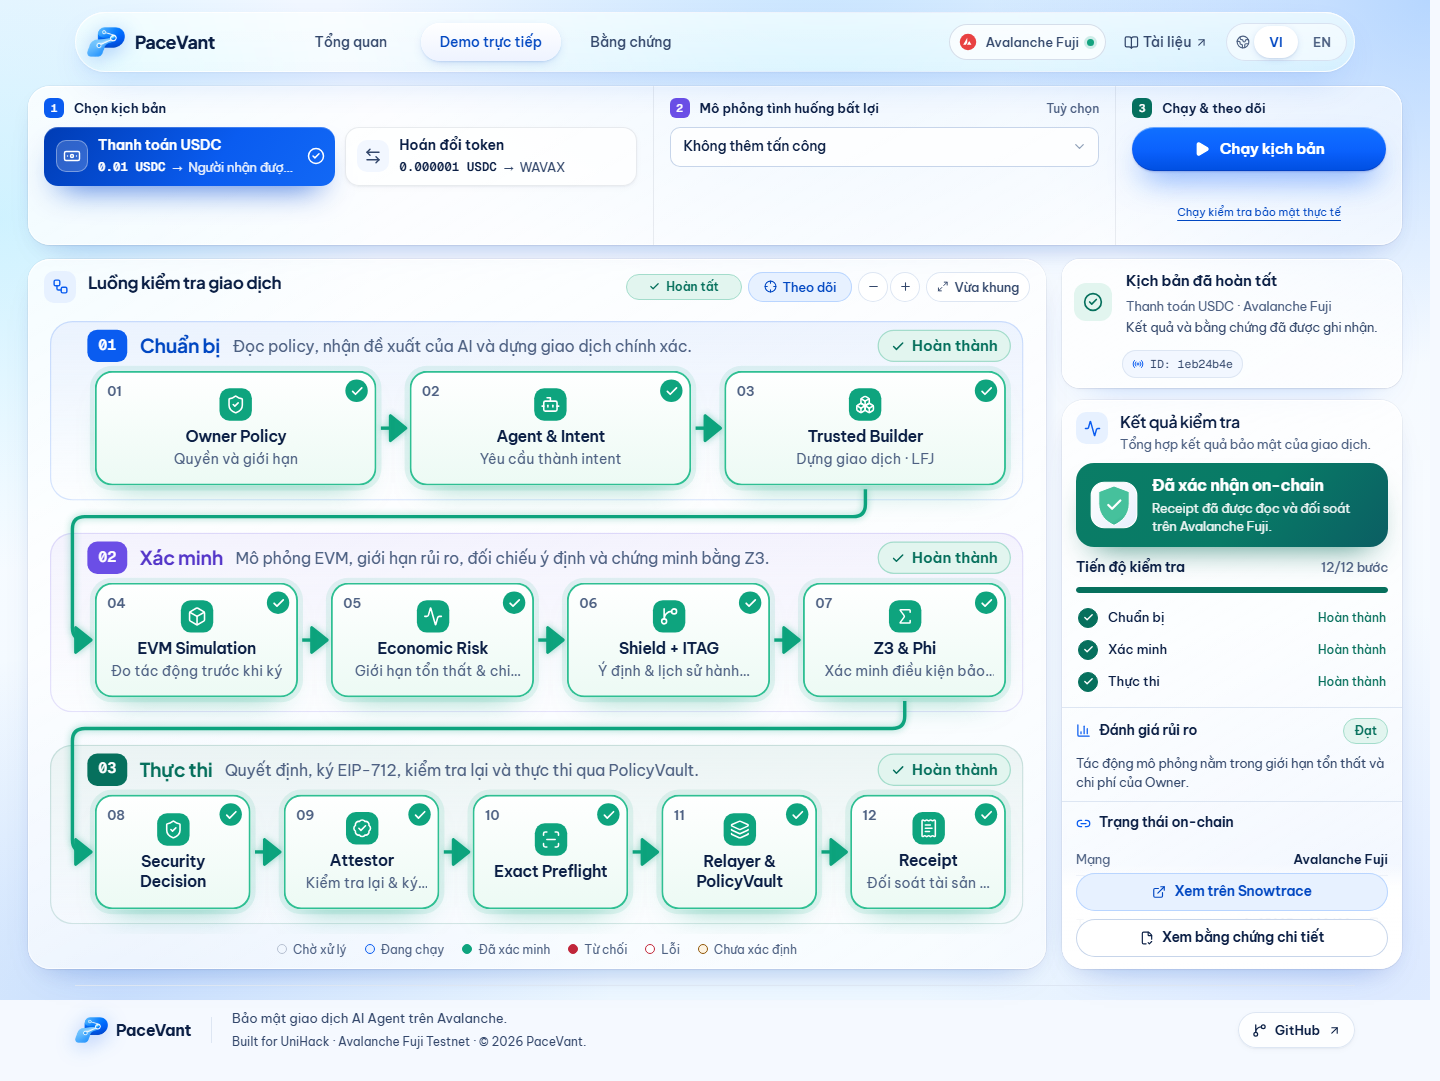 PaceVant
Tổng quan
Demo trực tiếp
Bằng chứng
Avalanche Fuji
Tài liệu
VI
EN
1 Chọn kịch bản
Thanh toán USDC
0.01 USDC → Người nhận đượ...
Hoán đổi token
0.000001 USDC → WAVAX
2 Mô phỏng tình huống bất lợi
Tuỳ chọn
Không thêm tấn công
3 Chạy & theo dõi
Chạy kịch bản
Chạy kiểm tra bảo mật thực tế
Luồng kiểm tra giao dịch
Hoàn tất
Theo dõi
Vừa khung
01 Chuẩn bị Đọc policy, nhận đề xuất của AI và dựng giao dịch chính xác.
Hoàn thành
01
Owner Policy
Quyền và giới hạn
02
Agent & Intent
Yêu cầu thành intent
03
Trusted Builder
Dựng giao dịch · LFJ
02 Xác minh Mô phỏng EVM, giới hạn rủi ro, đối chiếu ý định và chứng minh bằng Z3.
Hoàn thành
04
EVM Simulation
Đo tác động trước khi ký
05
Economic Risk
Giới hạn tổn thất & chi...
06
Shield + ITAG
Ý định & lịch sử hành...
07
Z3 & Phi
Xác minh điều kiện bảo...
03 Thực thi Quyết định, ký EIP-712, kiểm tra lại và thực thi qua PolicyVault.
Hoàn thành
08
Security
Decision
09
Attestor
Kiểm tra lại & ký...
10
Exact Preflight
11
Relayer &
PolicyVault
12
Receipt
Đối soát tài sản ...
Chờ xử lý
Đang chạy
Đã xác minh
Từ chối
Lỗi
Chưa xác định
Kịch bản đã hoàn tất
Thanh toán USDC · Avalanche Fuji
Kết quả và bằng chứng đã được ghi nhận.
ID: 1eb24b4e
Kết quả kiểm tra
Tổng hợp kết quả bảo mật của giao dịch.
Đã xác nhận on-chain
Receipt đã được đọc và đối soát
trên Avalanche Fuji.
Tiến độ kiểm tra
12/12 bước
Chuẩn bị
Hoàn thành
Xác minh
Hoàn thành
Thực thi
Hoàn thành
Đánh giá rủi ro
Đạt
Tác động mô phỏng nằm trong giới hạn tổn thất và
chi phí của Owner.
Trạng thái on-chain
Mạng
Avalanche Fuji
Xem trên Snowtrace
Xem bằng chứng chi tiết
PaceVant
Bảo mật giao dịch AI Agent trên Avalanche.
Built for UniHack · Avalanche Fuji Testnet · © 2026 PaceVant.
GitHub